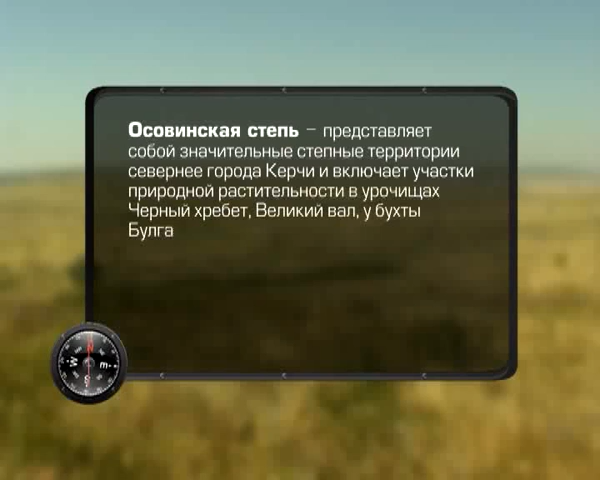 Осовинская степь – представляет
собой значительные степные территории
севернее города Керчи и включает участки
природной растительности в урочищах
Черный хребет, Великий вал, у бухты
Булга
N
W
E
S